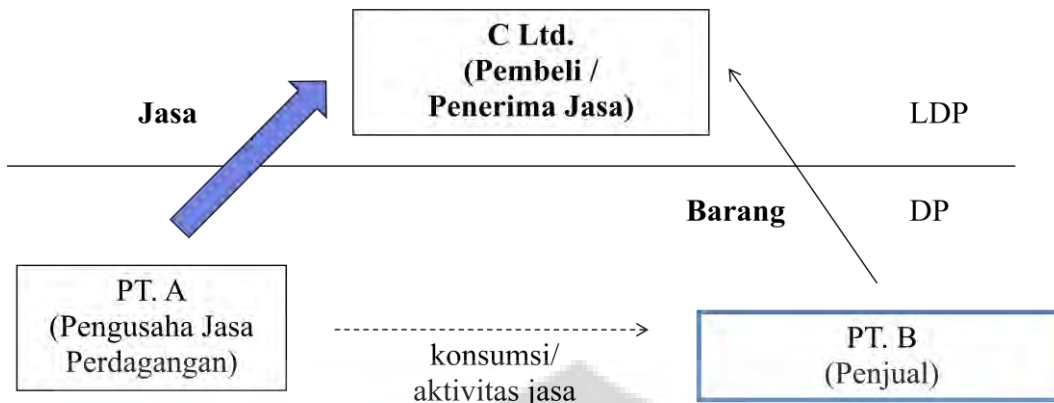 C Ltd.
(Pembeli /
Penerima Jasa)
Jasa
LDP
Barang
DP
PT. A
(Pengusaha Jasa
Perdagangan)
konsumsi/
aktivitas jasa
PT. B
(Penjual)